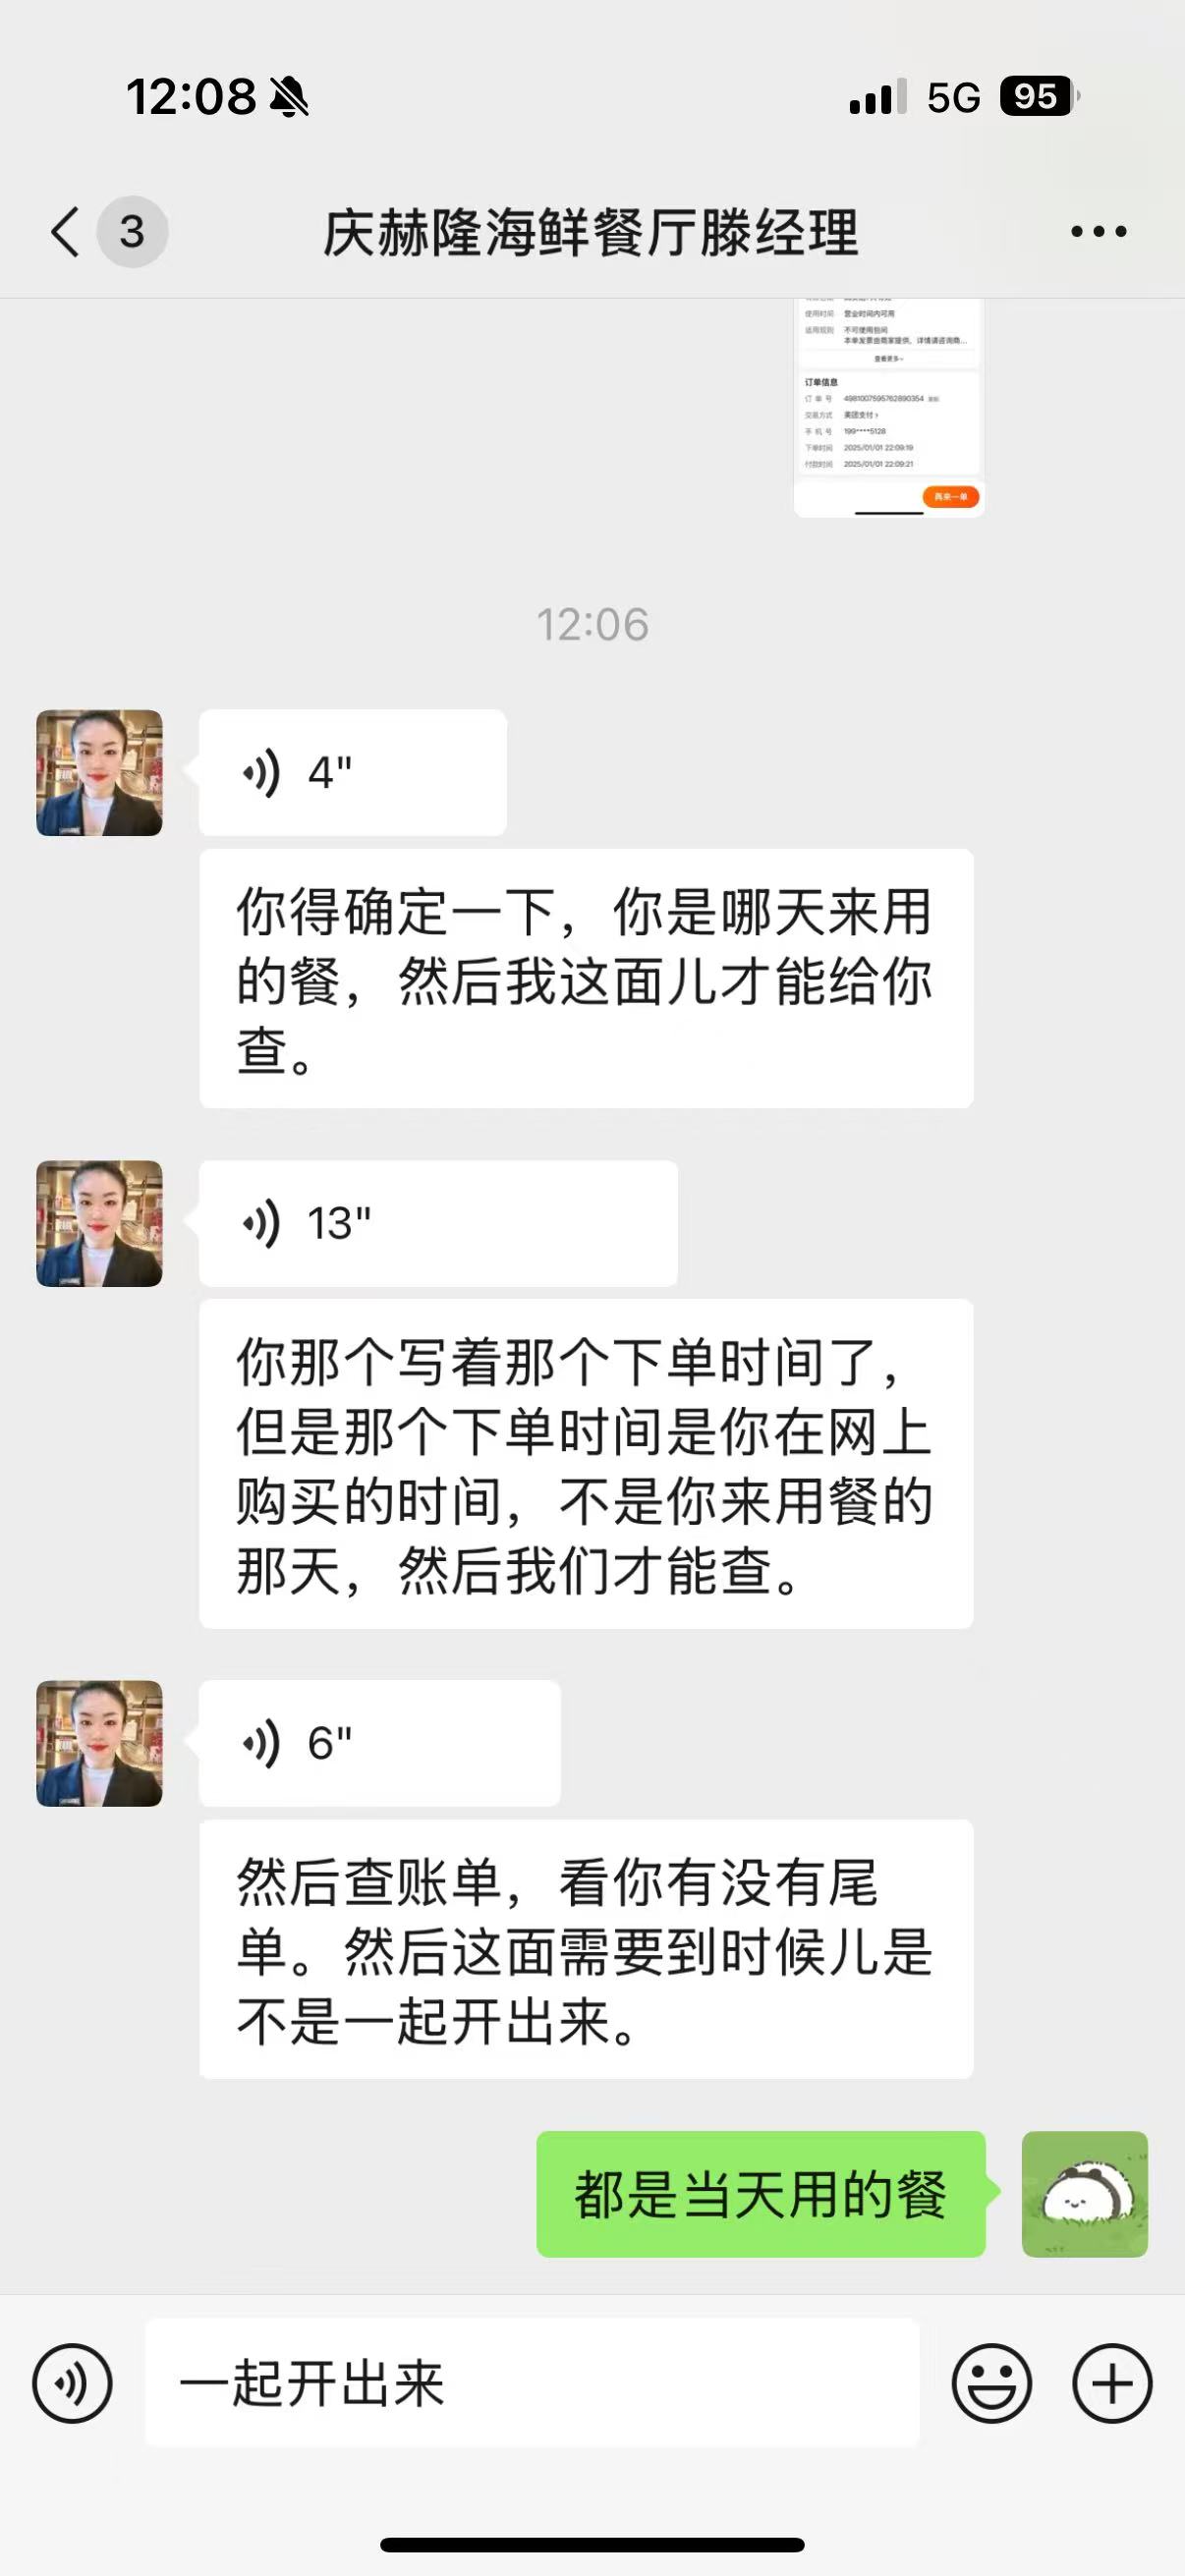 12:08
5G
95
3
庆赫隆海鲜餐厅滕经理
使用时间 营业时间内可用
适用规则 不可使用包间
本单发票由商家提供，详情请咨询商...
查看更多
订单信息
订单号 4981007595762890354 复制
交易方式 美团支付
手机号 199****5128
下单时间 2025/01/01 22:09:19
付款时间 2025/01/01 22:09:21
再来一单
12:06
4"
你得确定一下，你是哪天来用
的餐，然后我这面儿才能给你
查。
13"
你那个写着那个下单时间了，
但是那个下单时间是你在网上
购买的时间，不是你来用餐的
那天，然后我们才能查。
6"
然后查账单，看你有没有尾
单。然后这面需要到时候儿是
不是一起开出来。
都是当天用的餐
一起开出来